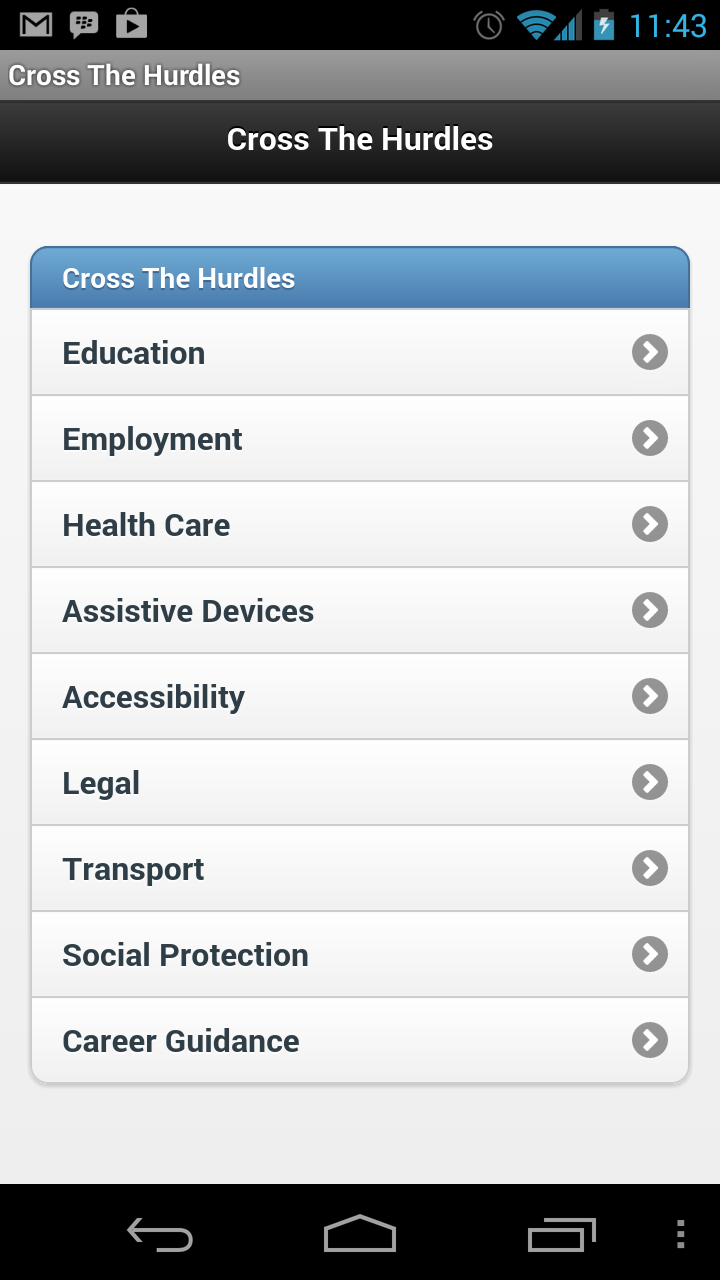 11:43
Cross The Hurdles
Cross The Hurdles
Cross The Hurdles
Education
Employment
Health Care
Assistive Devices
Accessibility
Legal
Transport
Social Protection
Career Guidance